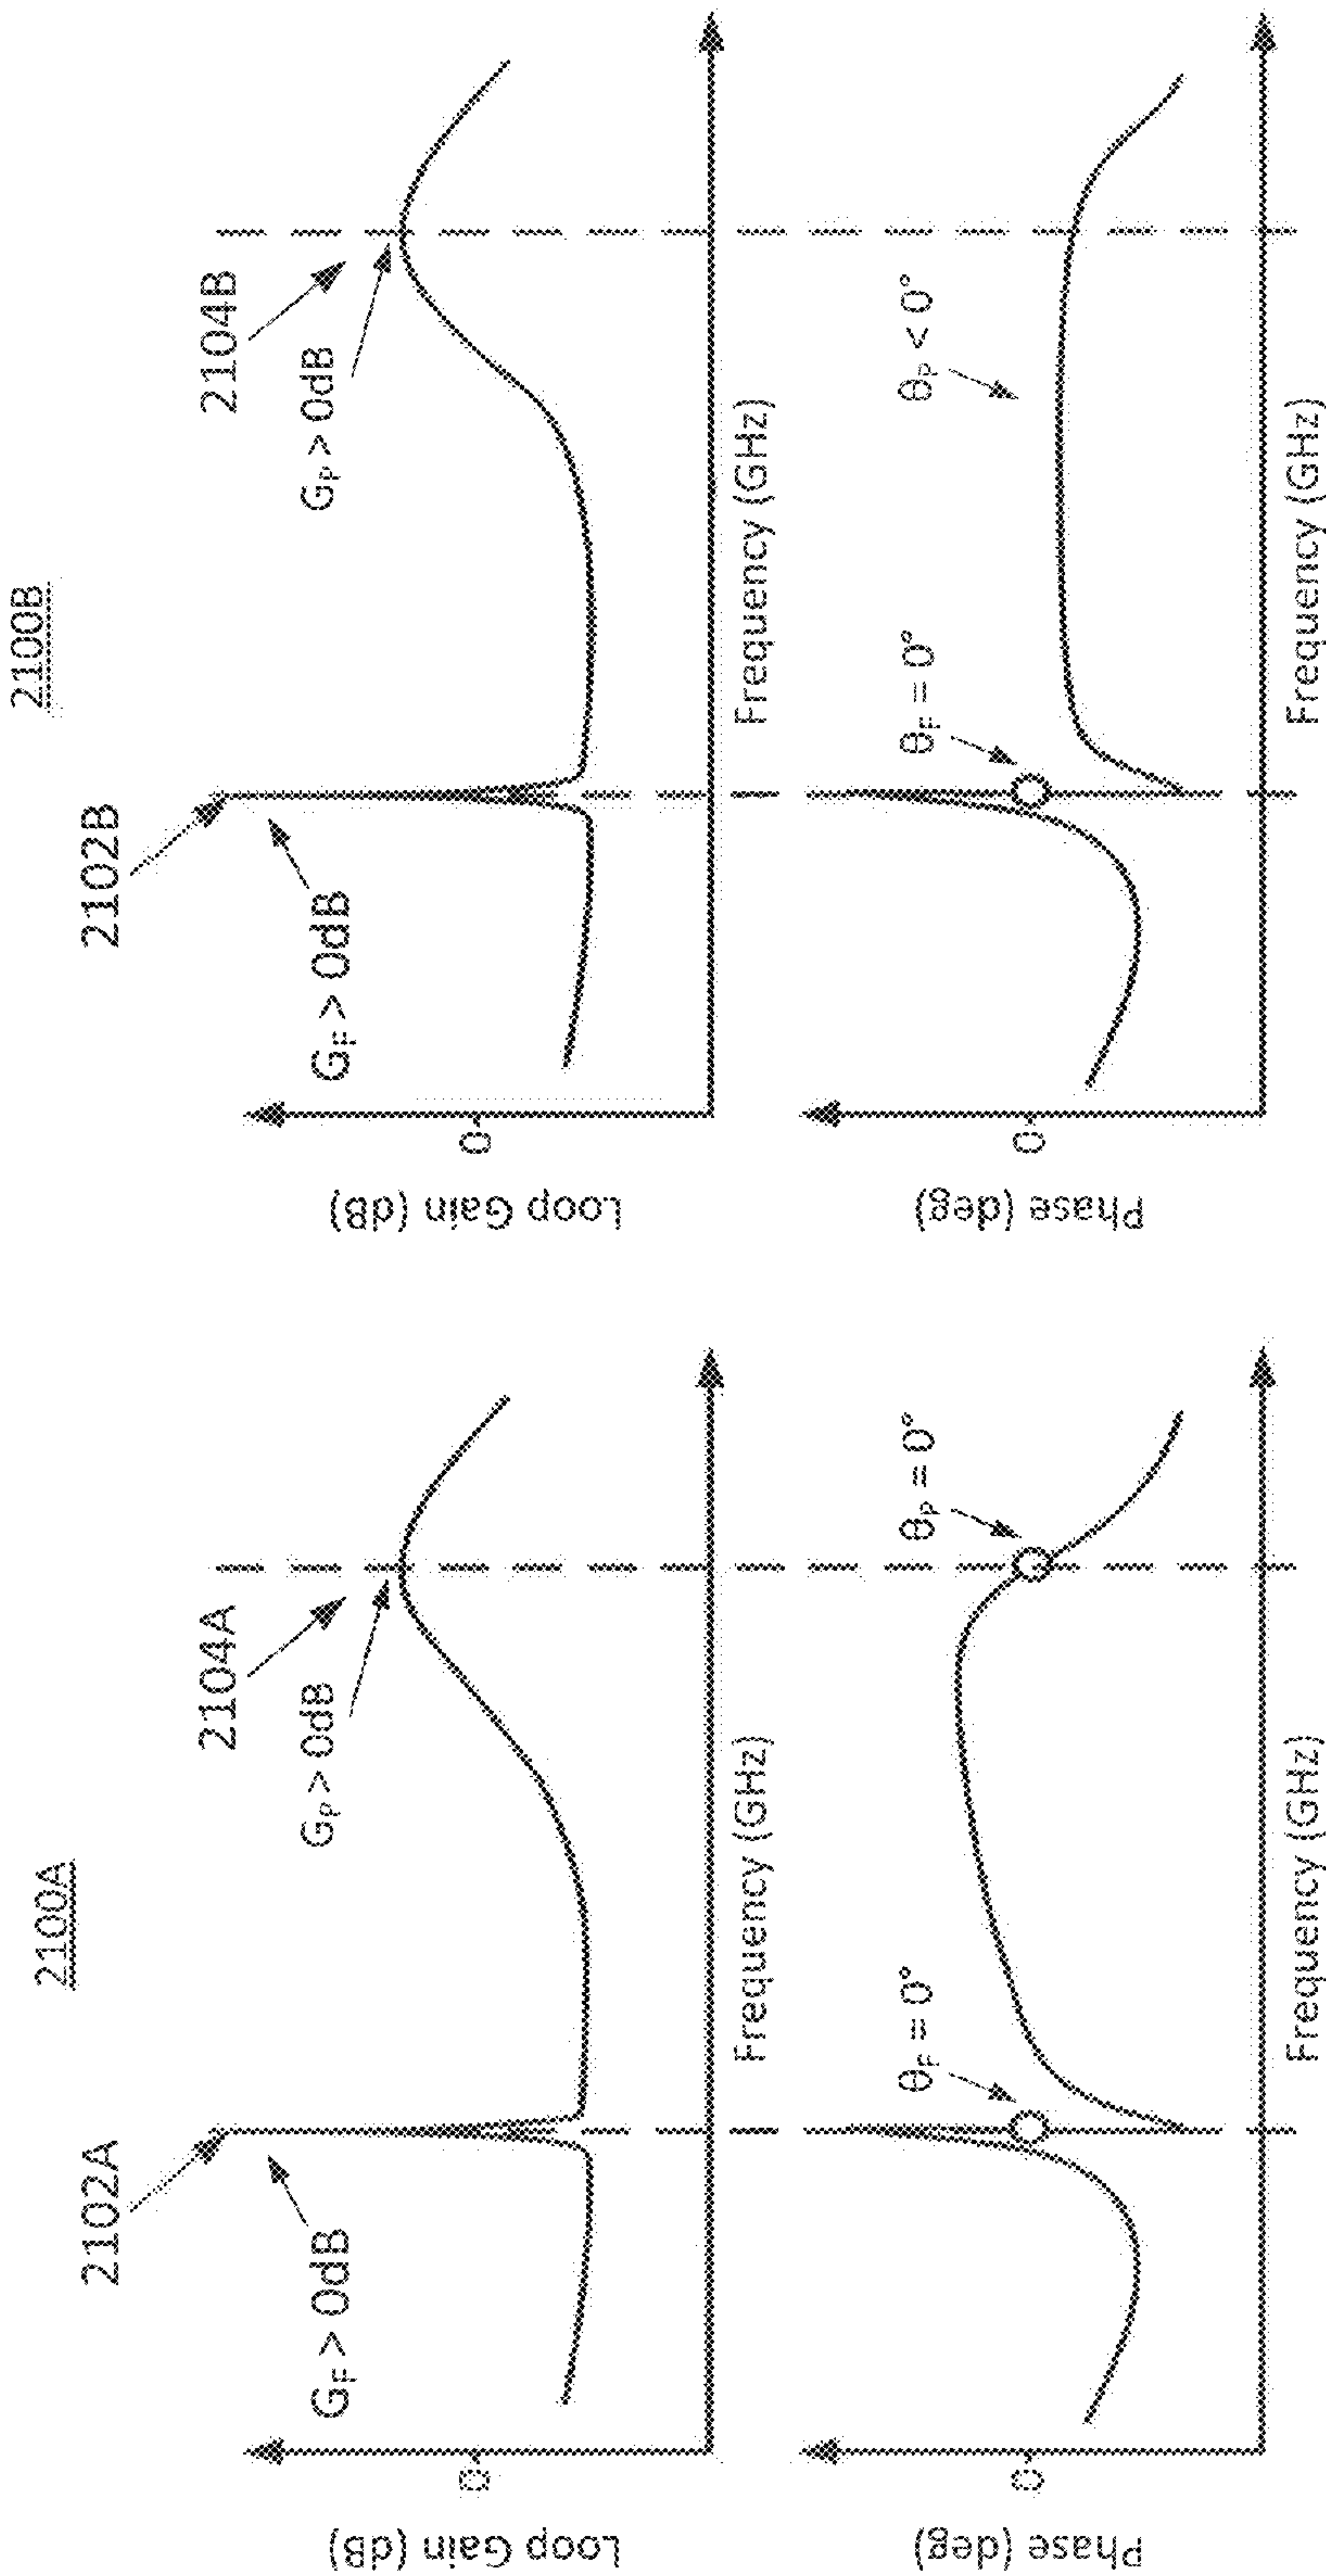 2100A
2102A
2104A
G_F > 0dB
G_P > 0dB
Loop Gain (dB)
0
Frequency (GHz)
θ_F = 0°
θ_P = 0°
Phase (deg)
0
Frequency (GHz)
2100B
2102B
2104B
G_F > 0dB
G_P > 0dB
Loop Gain (dB)
0
Frequency (GHz)
θ_F = 0°
θ_P < 0°
Phase (deg)
0
Frequency (GHz)